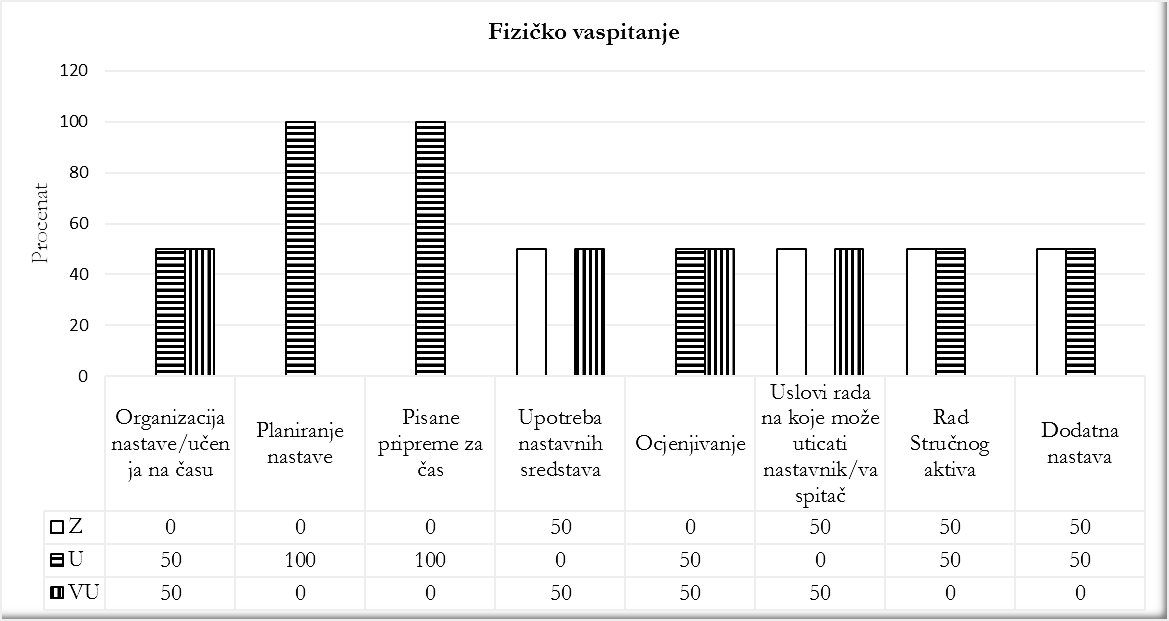 Fizičko vaspitanje
Procenat
120
100
80
60
40
20
0
Organizacija
nastave/učen
ja na času
Planiranje
nastave
Pisane
pripreme za
čas
Upotreba
nastavnih
sredstava
Ocjenjivanje
Uslovi rada
na koje može
uticati
nastavnik/va
spitač
Rad
Stručnog
aktiva
Dodatna
nastava
Z 0 0 0 50 0 50 50 50
U 50 100 100 0 50 0 50 50
VU 50 0 0 50 50 50 0 0